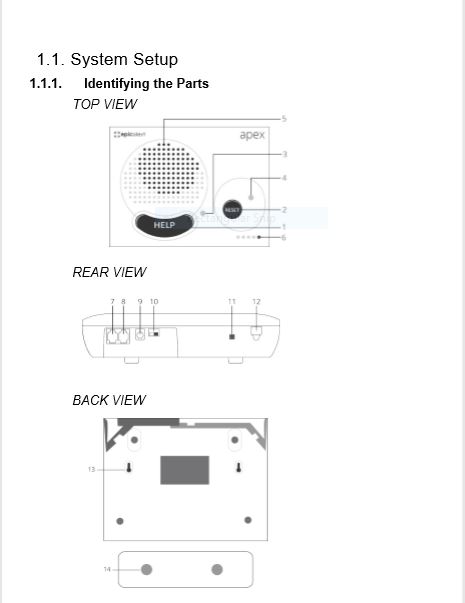 1.1. System Setup
1.1.1. Identifying the Parts
TOP VIEW
5
epicalert apex
3
4
RESET 2
HELP 1
6
REAR VIEW
7 8 9 10 11 12
BACK VIEW
13
14